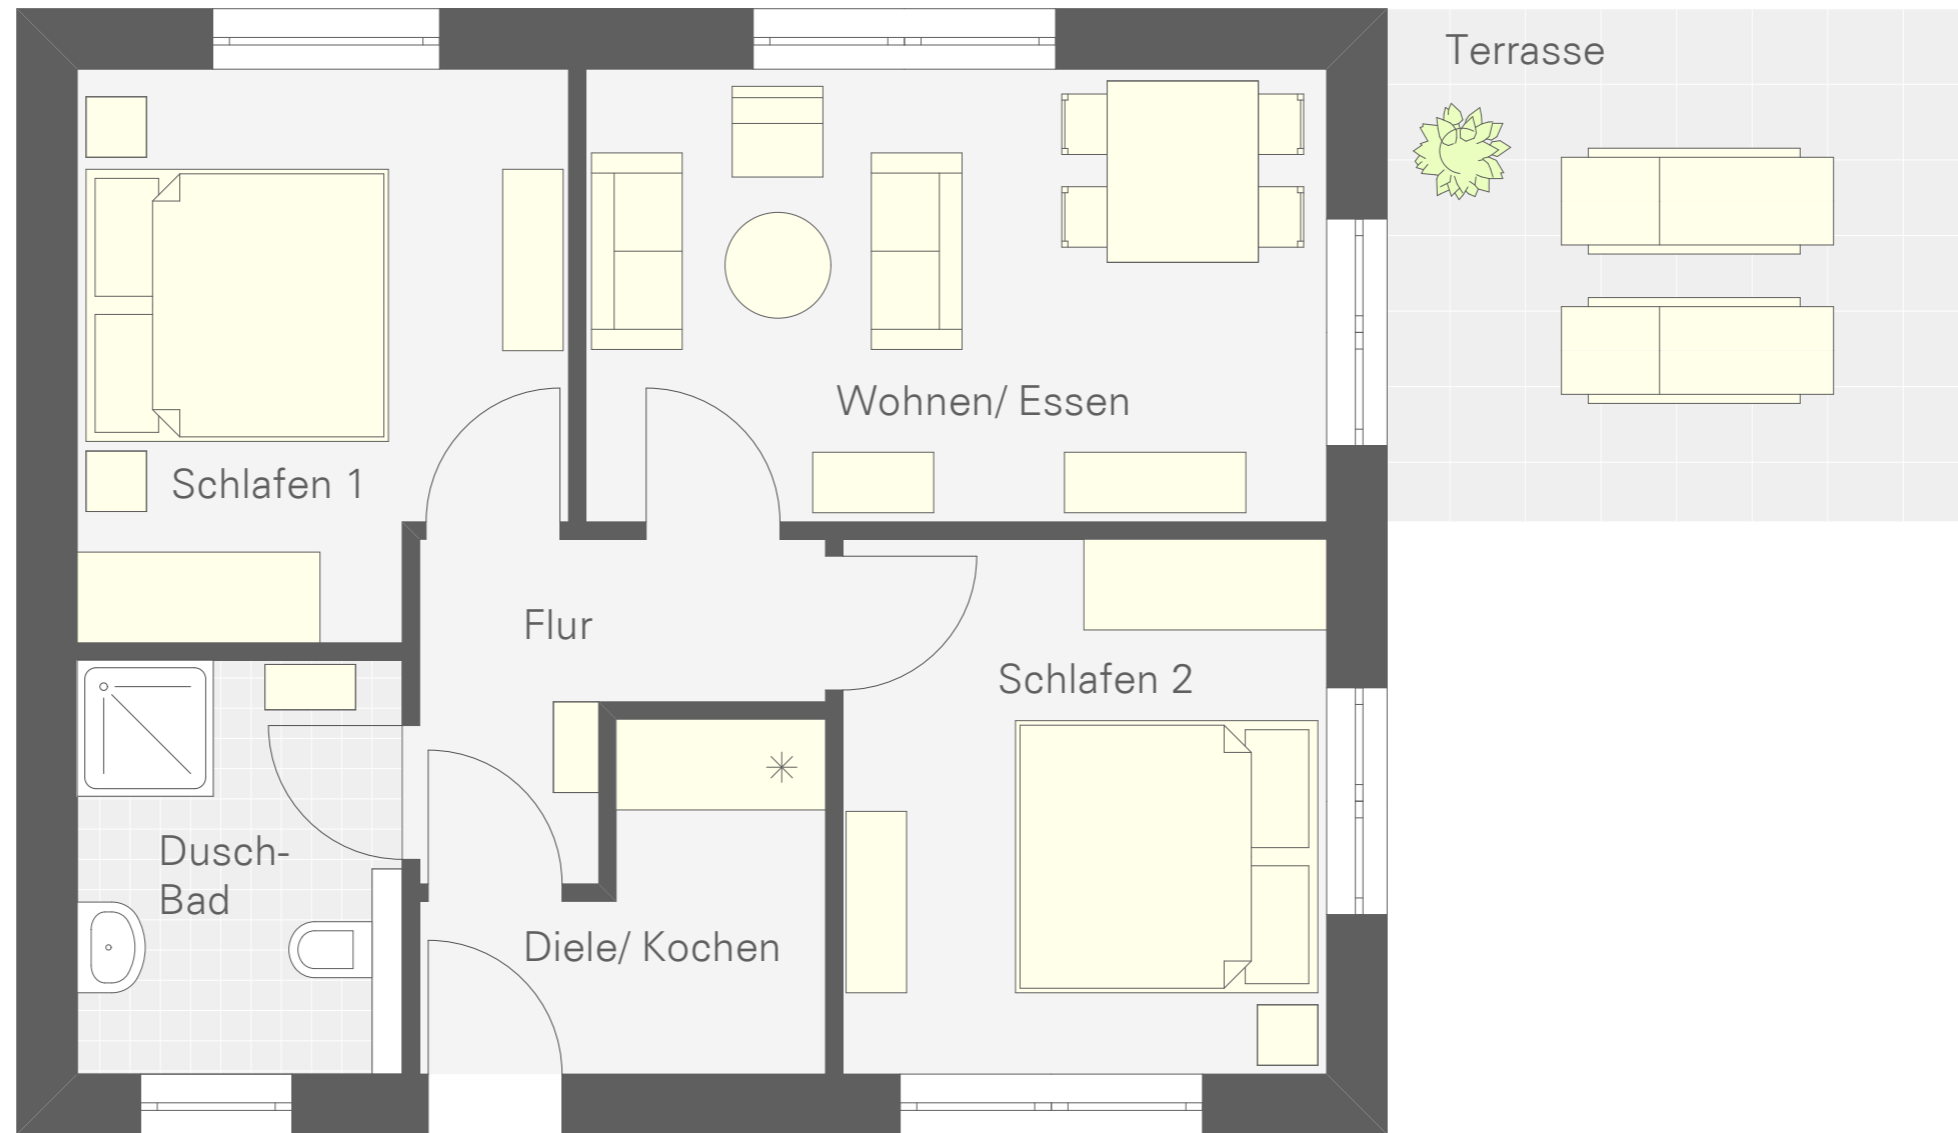 Terrasse
Wohnen/ Essen
Schlafen 1
Flur
Schlafen 2
Dusch-
Bad
Diele/ Kochen